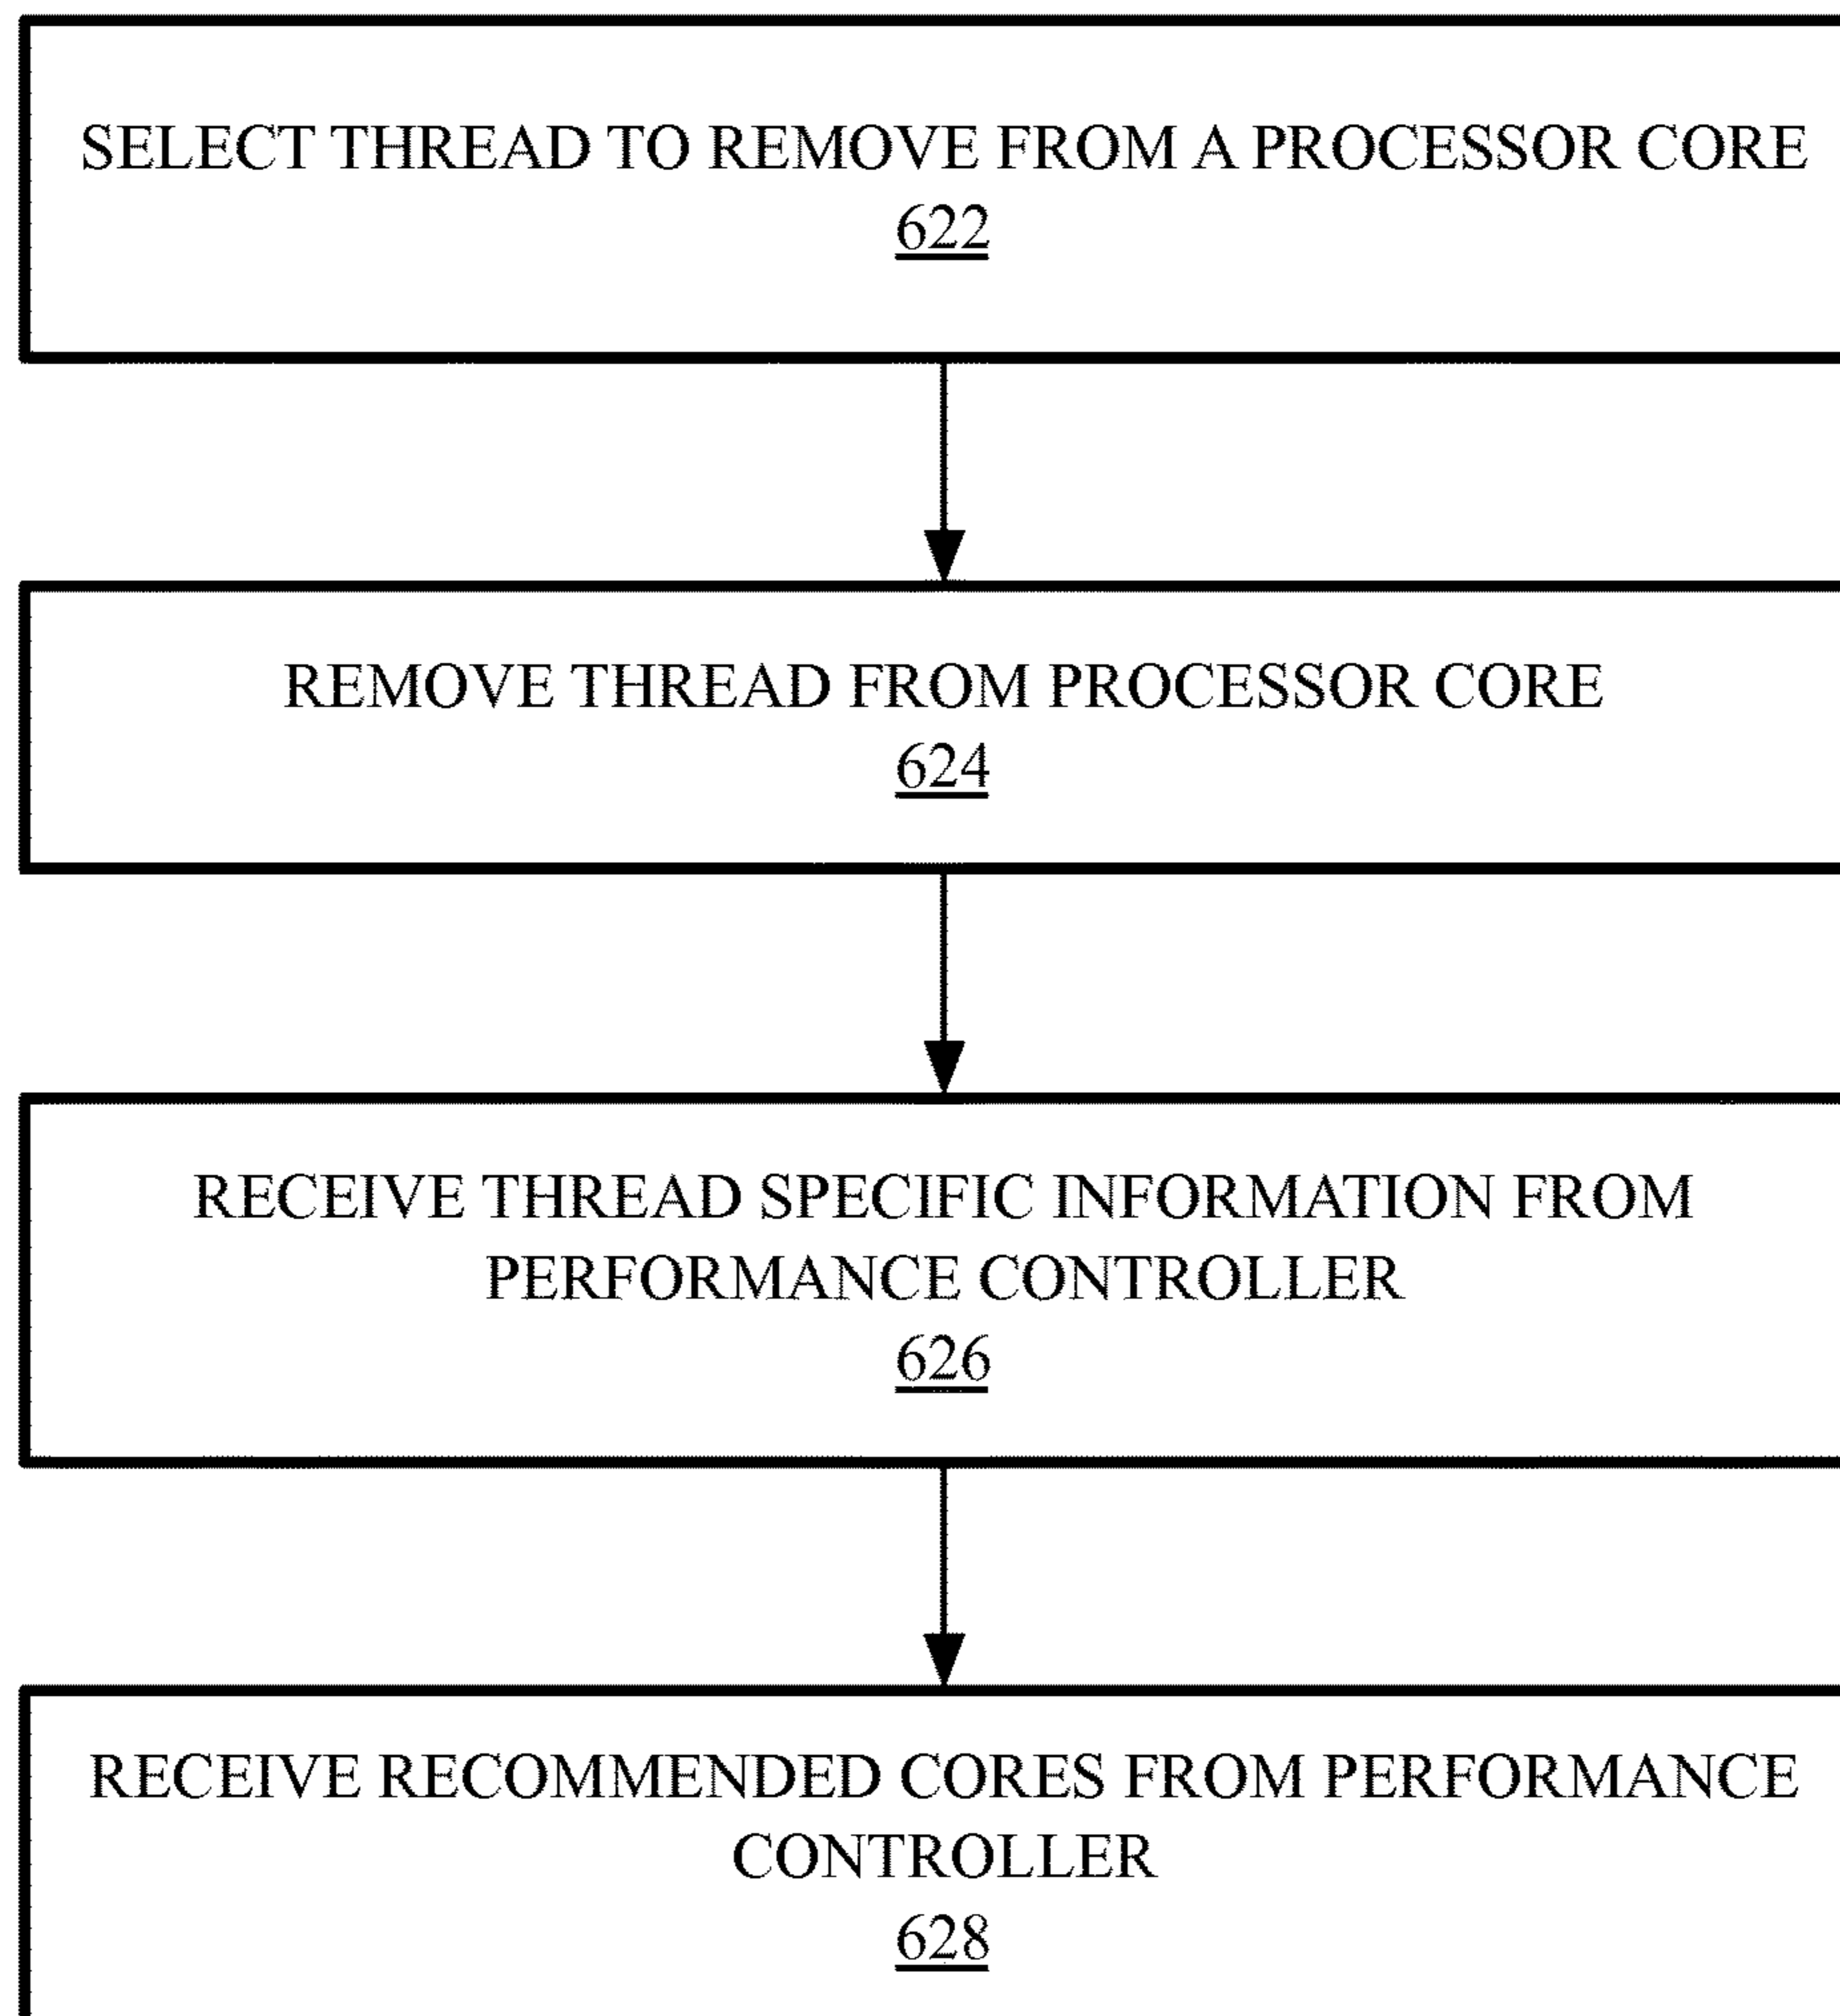 SELECT THREAD TO REMOVE FROM A PROCESSOR CORE
622
REMOVE THREAD FROM PROCESSOR CORE
624
RECEIVE THREAD SPECIFIC INFORMATION FROM
PERFORMANCE CONTROLLER
626
RECEIVE RECOMMENDED CORES FROM PERFORMANCE
CONTROLLER
628